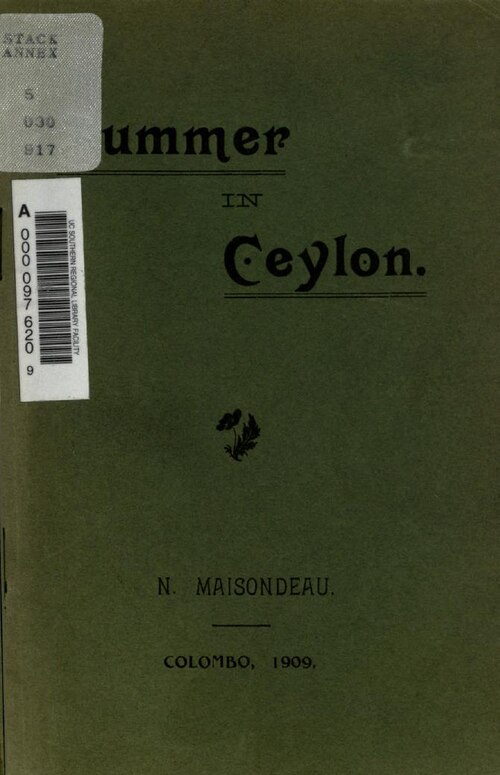 STACK
ANNEX
5
030
917
ummer
IN
Ceylon.
A
000 097 620 9
UC SOUTHERN REGIONAL LIBRARY FACILITY
N. MAISONDEAU.
COLOMBO, 1909.